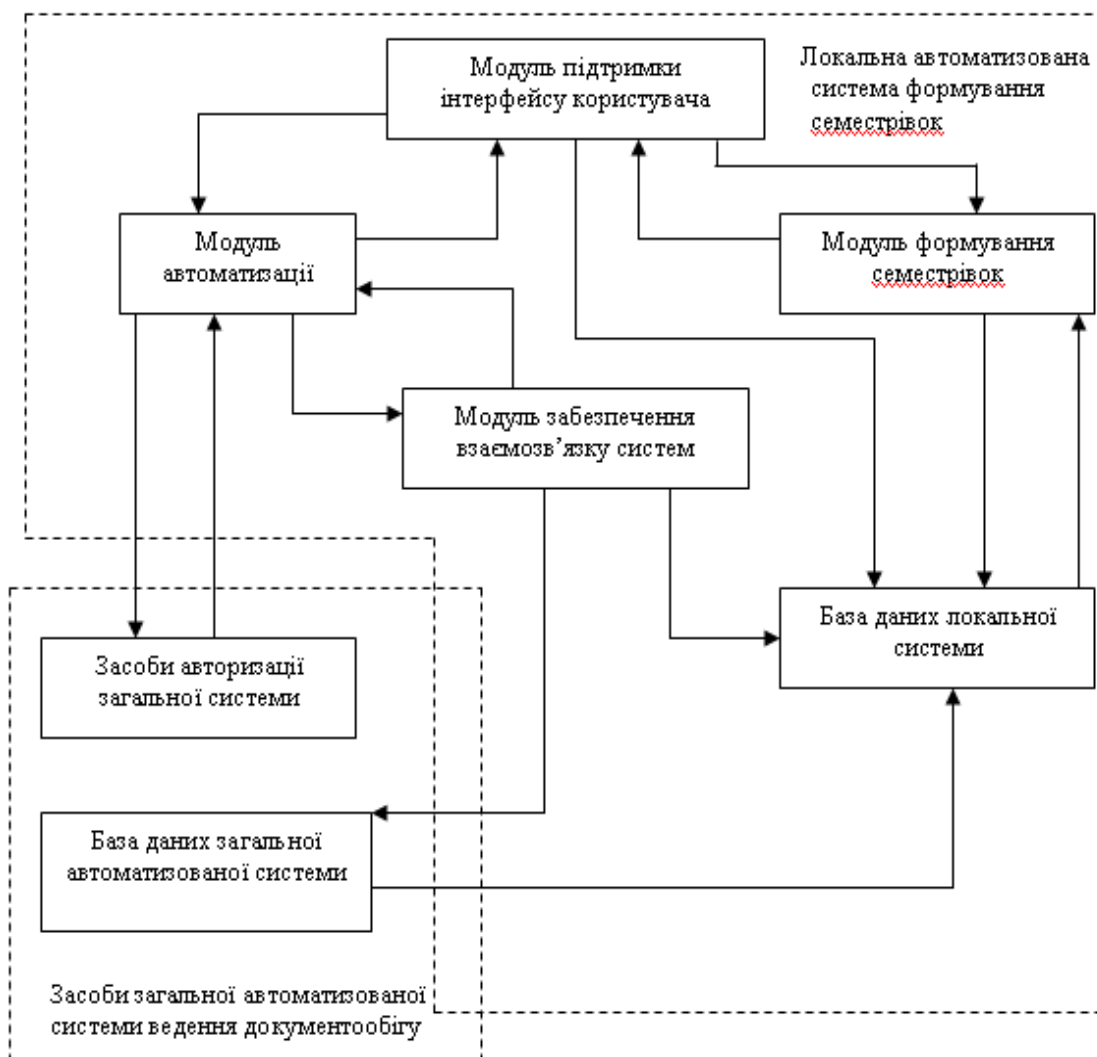 Модуль підтримки
інтерфейсу користувача
Локальна автоматизована
система формування
семестрівок
Модуль
автоматизації
Модуль формування
семестрівок
Модуль забезпечення
взаємозв’язку систем
База даних локальної
системи
Засоби авторизації
загальної системи
База даних загальної
автоматизованої системи
Засоби загальної автоматизованої
системи ведення документообігу